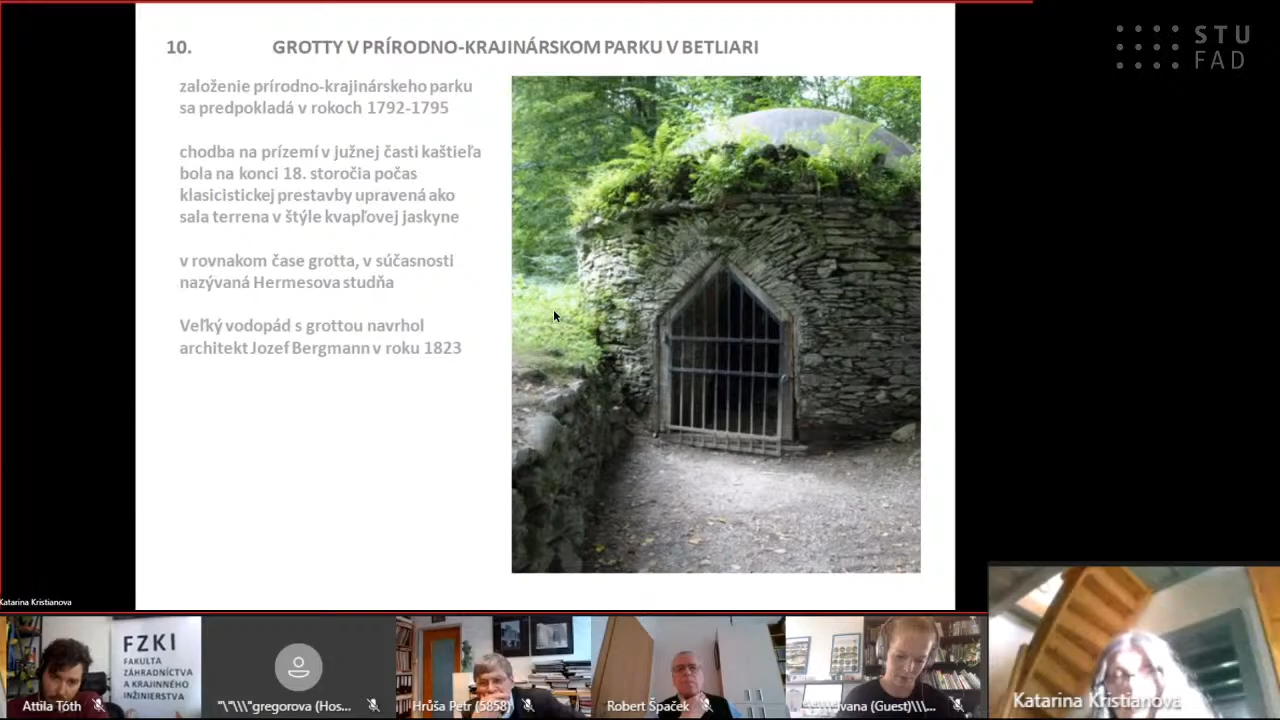 STU
FAD
10. GROTTY V PRÍRODNO-KRAJINÁRSKOM PARKU V BETLIARI
založenie prírodno-krajinárskeho parku
sa predpokladá v rokoch 1792-1795
chodba na prízemí v južnej časti kaštieľa
bola na konci 18. storočia počas
klasicistickej prestavby upravená ako
sala terrena v štýle kvapľovej jaskyne
v rovnakom čase grotta, v súčasnosti
nazývaná Hermesova studňa
Veľký vodopád s grottou navrhol
architekt Jozef Bergmann v roku 1823
Katarina Kristianova
FZKI
FAKULTA
ZÁHRADNÍCTVA
A KRAJINNÉHO
INŽINIERSTVA
Attila Tóth
"\"\\\\"gregorova (Hos...
Hrůša Petr (5858)
Robert Špaček
vana (Guest)\\\...
Katarina Kristianova